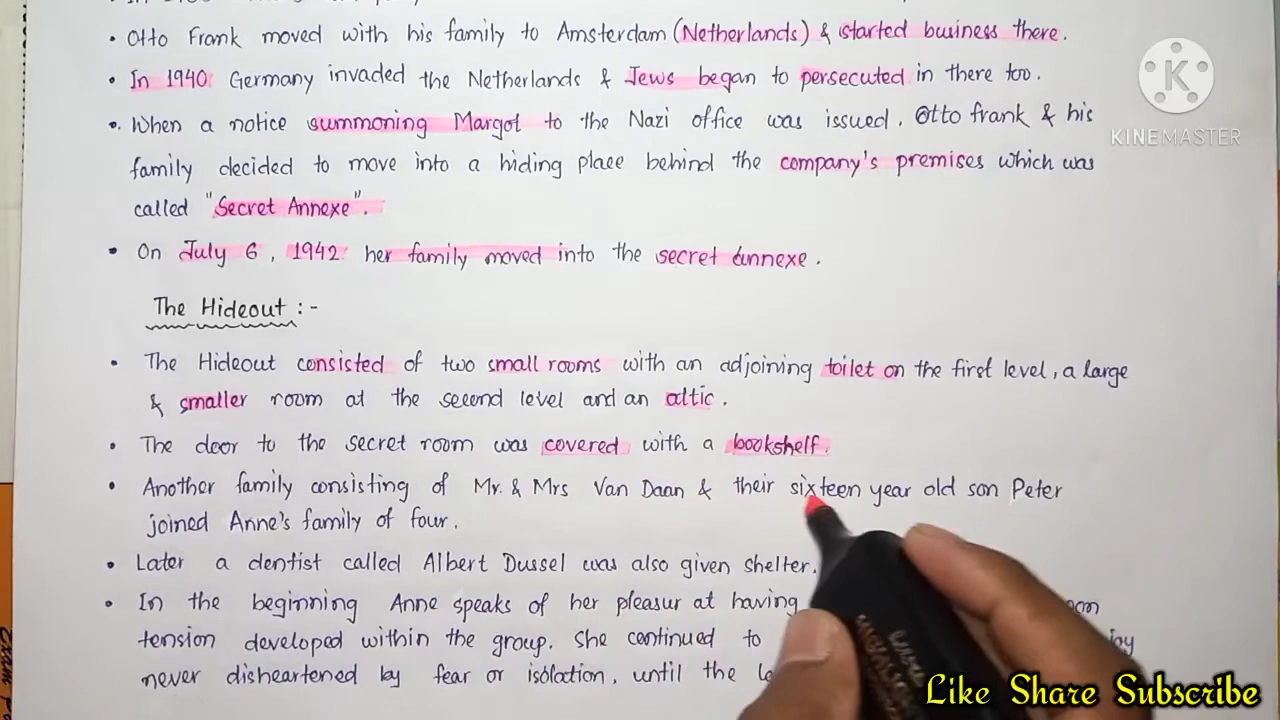 • Otto Frank moved with his family to Amsterdam (Netherlands) & started business there.
• In 1940 Germany invaded the Netherlands & Jews began to persecuted in there too.
• When a notice summoning Margot to the Nazi office was issued. Otto frank & his
family decided to move into a hiding place behind the company's premises which was
called "Secret Annexe".
• On July 6, 1942 her family moved into the secret Annexe.
The Hideout :-
• The Hideout consisted of two small rooms with an adjoining toilet on the first level, a large
& smaller room at the second level and an attic.
• The door to the secret room was covered with a bookshelf.
• Another family consisting of Mr. & Mrs Van Daan & their sixteen year old son Peter
joined Anne's family of four.
• Later a dentist called Albert Dussel was also given shelter.
• In the beginning Anne speaks of her pleasur at having
tension developed within the group. She continued to
never disheartened by fear or isolation, until the
KINEMASTER
Like Share Subscribe